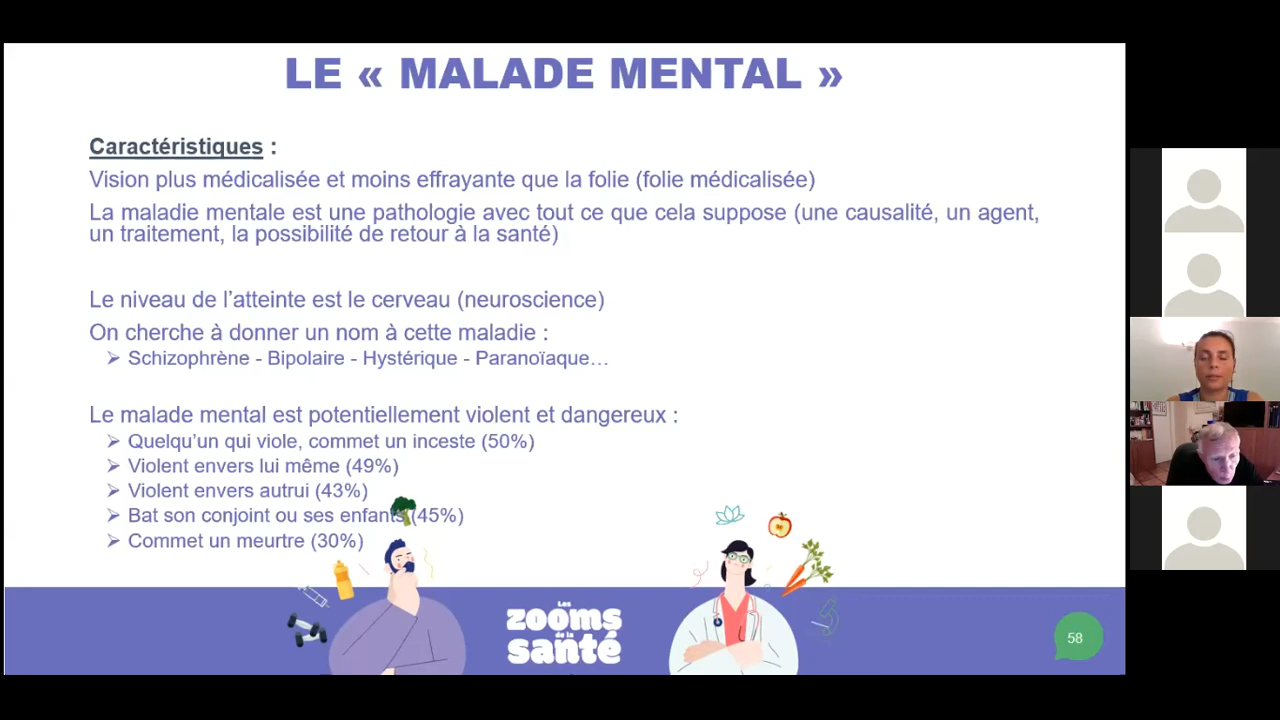 LE « MALADE MENTAL »
Caractéristiques :
Vision plus médicalisée et moins effrayante que la folie (folie médicalisée)
La maladie mentale est une pathologie avec tout ce que cela suppose (une causalité, un agent,
un traitement, la possibilité de retour à la santé)
Le niveau de l’atteinte est le cerveau (neuroscience)
On cherche à donner un nom à cette maladie :
➢ Schizophrène - Bipolaire - Hystérique - Paranoïaque…
Le malade mental est potentiellement violent et dangereux :
➢ Quelqu’un qui viole, commet un inceste (50%)
➢ Violent envers lui même (49%)
➢ Violent envers autrui (43%)
➢ Bat son conjoint ou ses enfants (45%)
➢ Commet un meurtre (30%)
Les
zooms
de la
santé
58